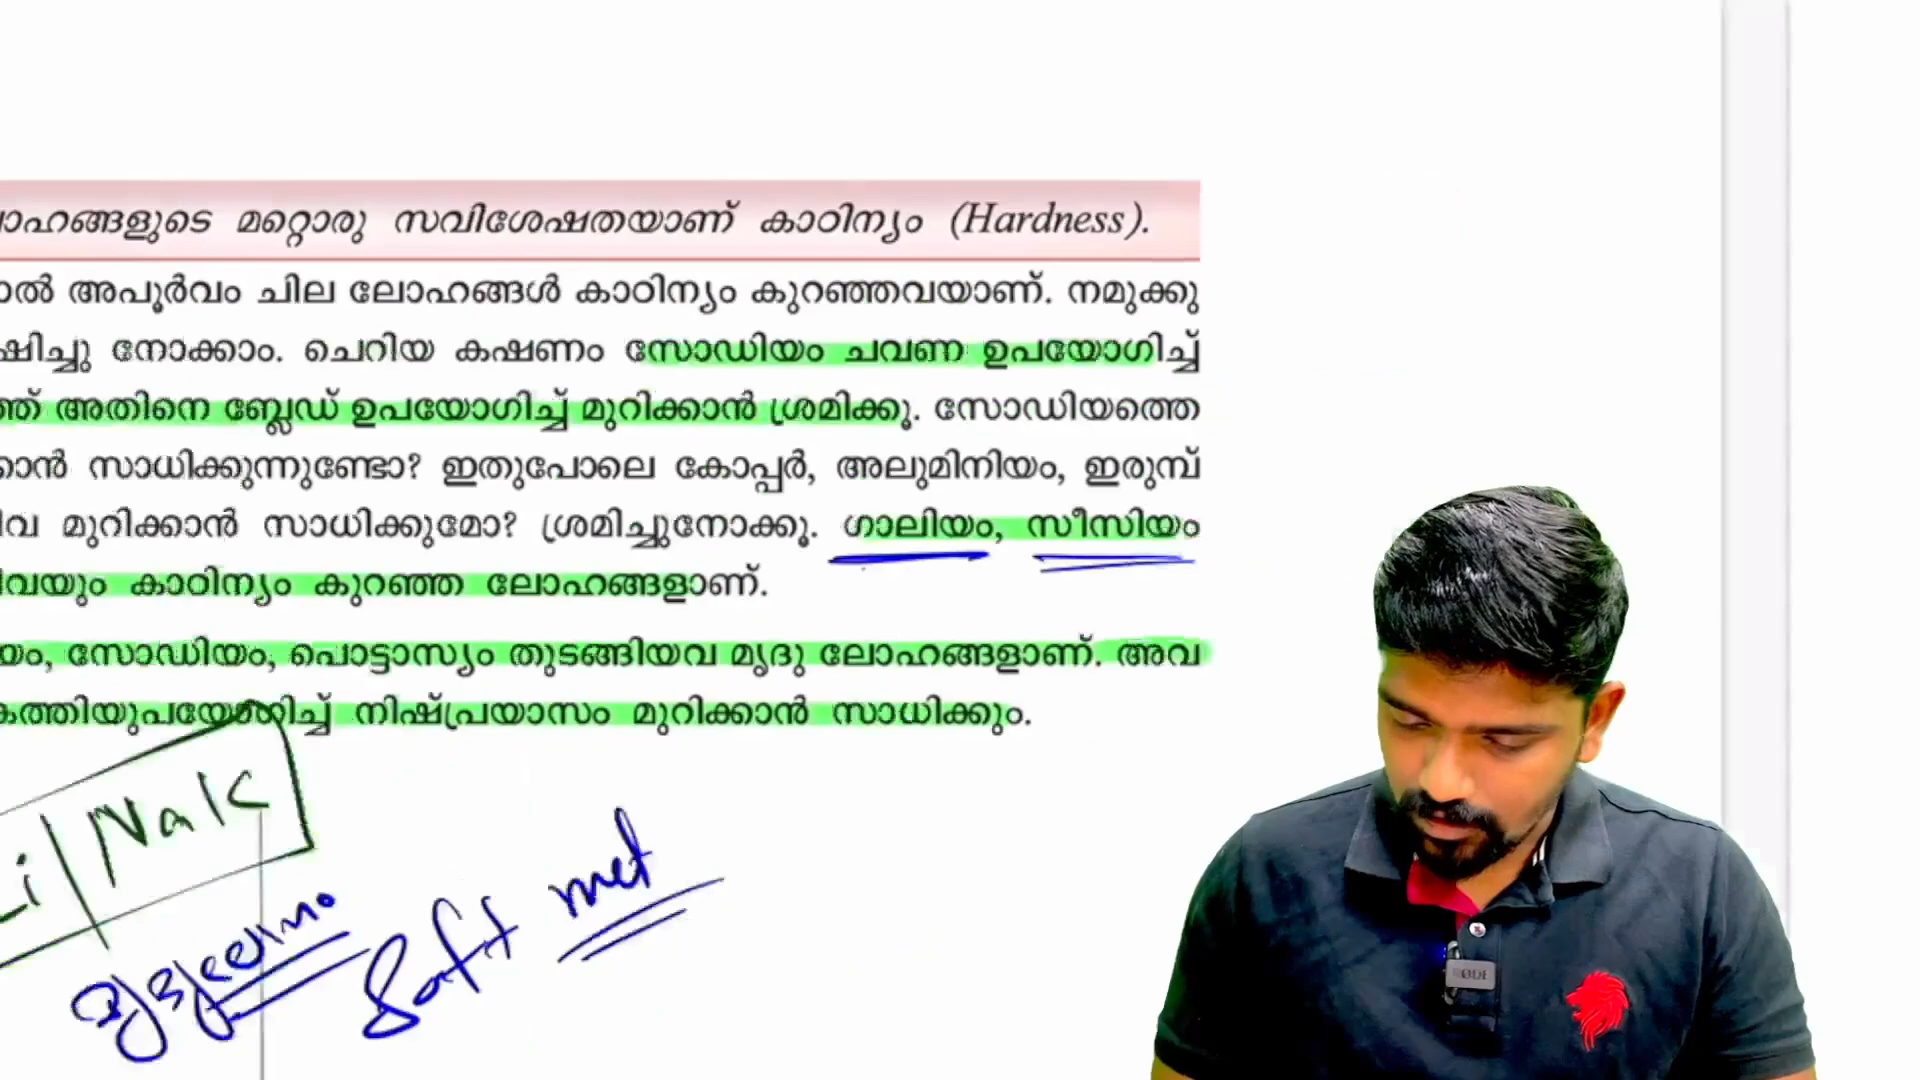 ാഹങ്ങളുടെ മറ്റൊരു സവിശേഷതയാണ് കാഠിന്യം (Hardness).
ാൽ അപൂർവം ചില ലോഹങ്ങൾ കാഠിന്യം കുറഞ്ഞവയാണ്. നമുക്കു
ഷിച്ചു നോക്കാം. ചെറിയ കഷണം സോഡിയം ചവണ ഉപയോഗിച്ച്
ത്ത് അതിനെ ബ്ലേഡ് ഉപയോഗിച്ച് മുറിക്കാൻ ശ്രമിക്കൂ. സോഡിയത്തെ
കാൻ സാധിക്കുന്നുണ്ടോ? ഇതുപോലെ കോപ്പർ, അലുമിനിയം, ഇരുമ്പ്
ിവ മുറിക്കാൻ സാധിക്കുമോ? ശ്രമിച്ചുനോക്കൂ. ഗാലിയം, സീസിയം
ിവയും കാഠിന്യം കുറഞ്ഞ ലോഹങ്ങളാണ്.
യം, സോഡിയം, പൊട്ടാസ്യം തുടങ്ങിയവ മൃദു ലോഹങ്ങളാണ്. അവ
കത്തിയുപയോഗിച്ച് നിഷ്പ്രയാസം മുറിക്കാൻ സാധിക്കും.
Li | Na K
മൃദുലോഹം Soft met